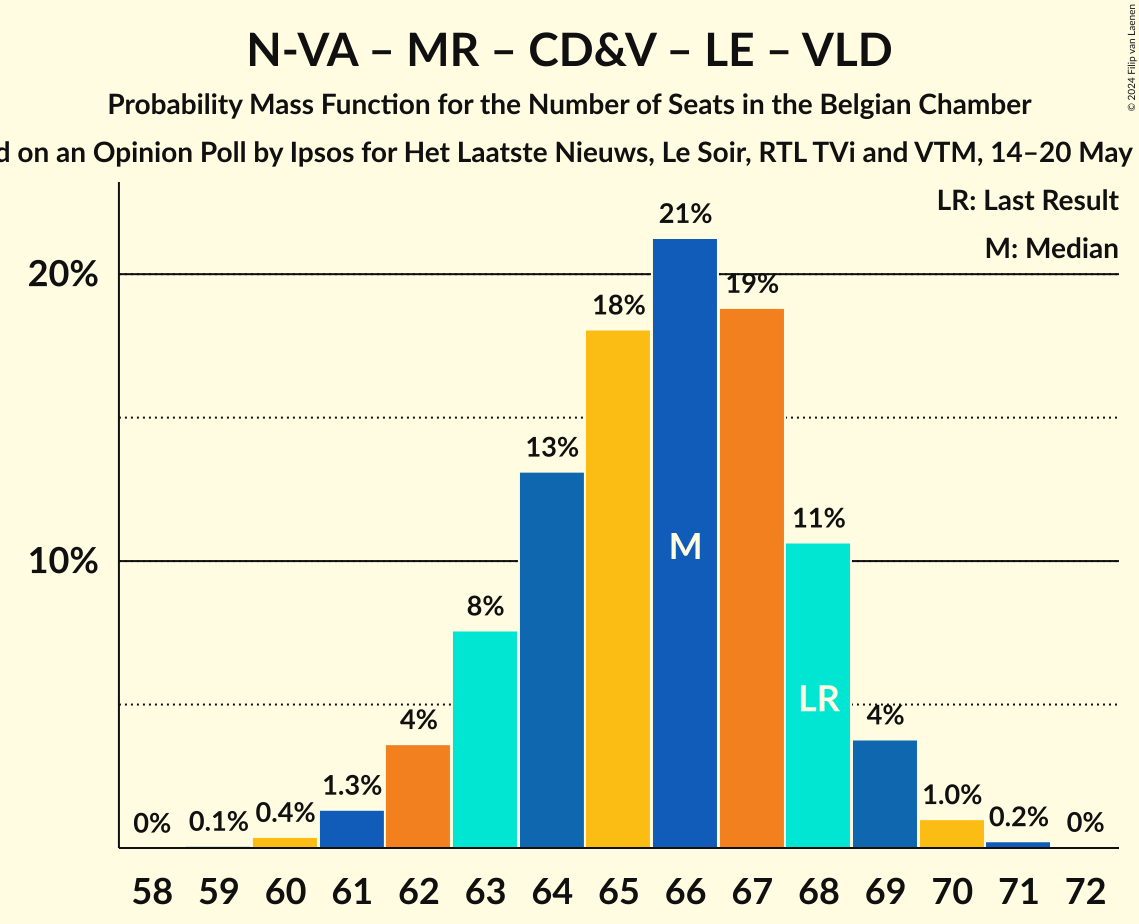 N-VA – MR – CD&V – LE – VLD
Probability Mass Function for the Number of Seats in the Belgian Chamber
on an Opinion Poll by Ipsos for Het Laatste Nieuws, Le Soir, RTL TVi and VTM, 14–20 May
© 2024 Filip van Laenen
LR: Last Result
M: Median
20%
10%
0%
0.1%
0.4%
1.3%
4%
8%
13%
18%
21%
19%
11%
4%
1.0%
0.2%
0%
M
LR
58 59 60 61 62 63 64 65 66 67 68 69 70 71 72